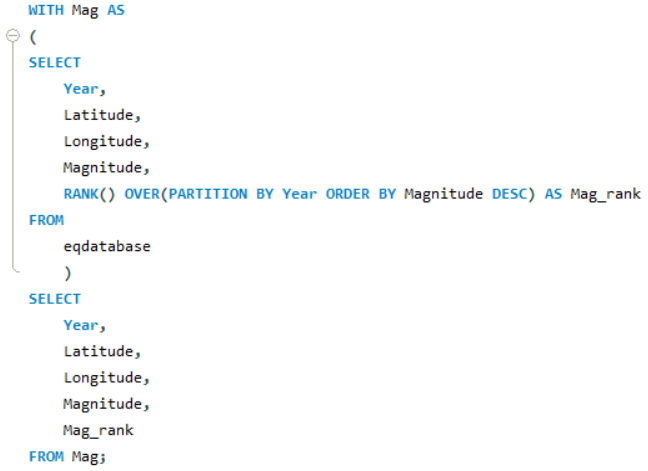 WITH Mag AS
(
SELECT
Year,
Latitude,
Longitude,
Magnitude,
RANK() OVER(PARTITION BY Year ORDER BY Magnitude DESC) AS Mag_rank
FROM
eqdatabase
)
SELECT
Year,
Latitude,
Longitude,
Magnitude,
Mag_rank
FROM Mag;